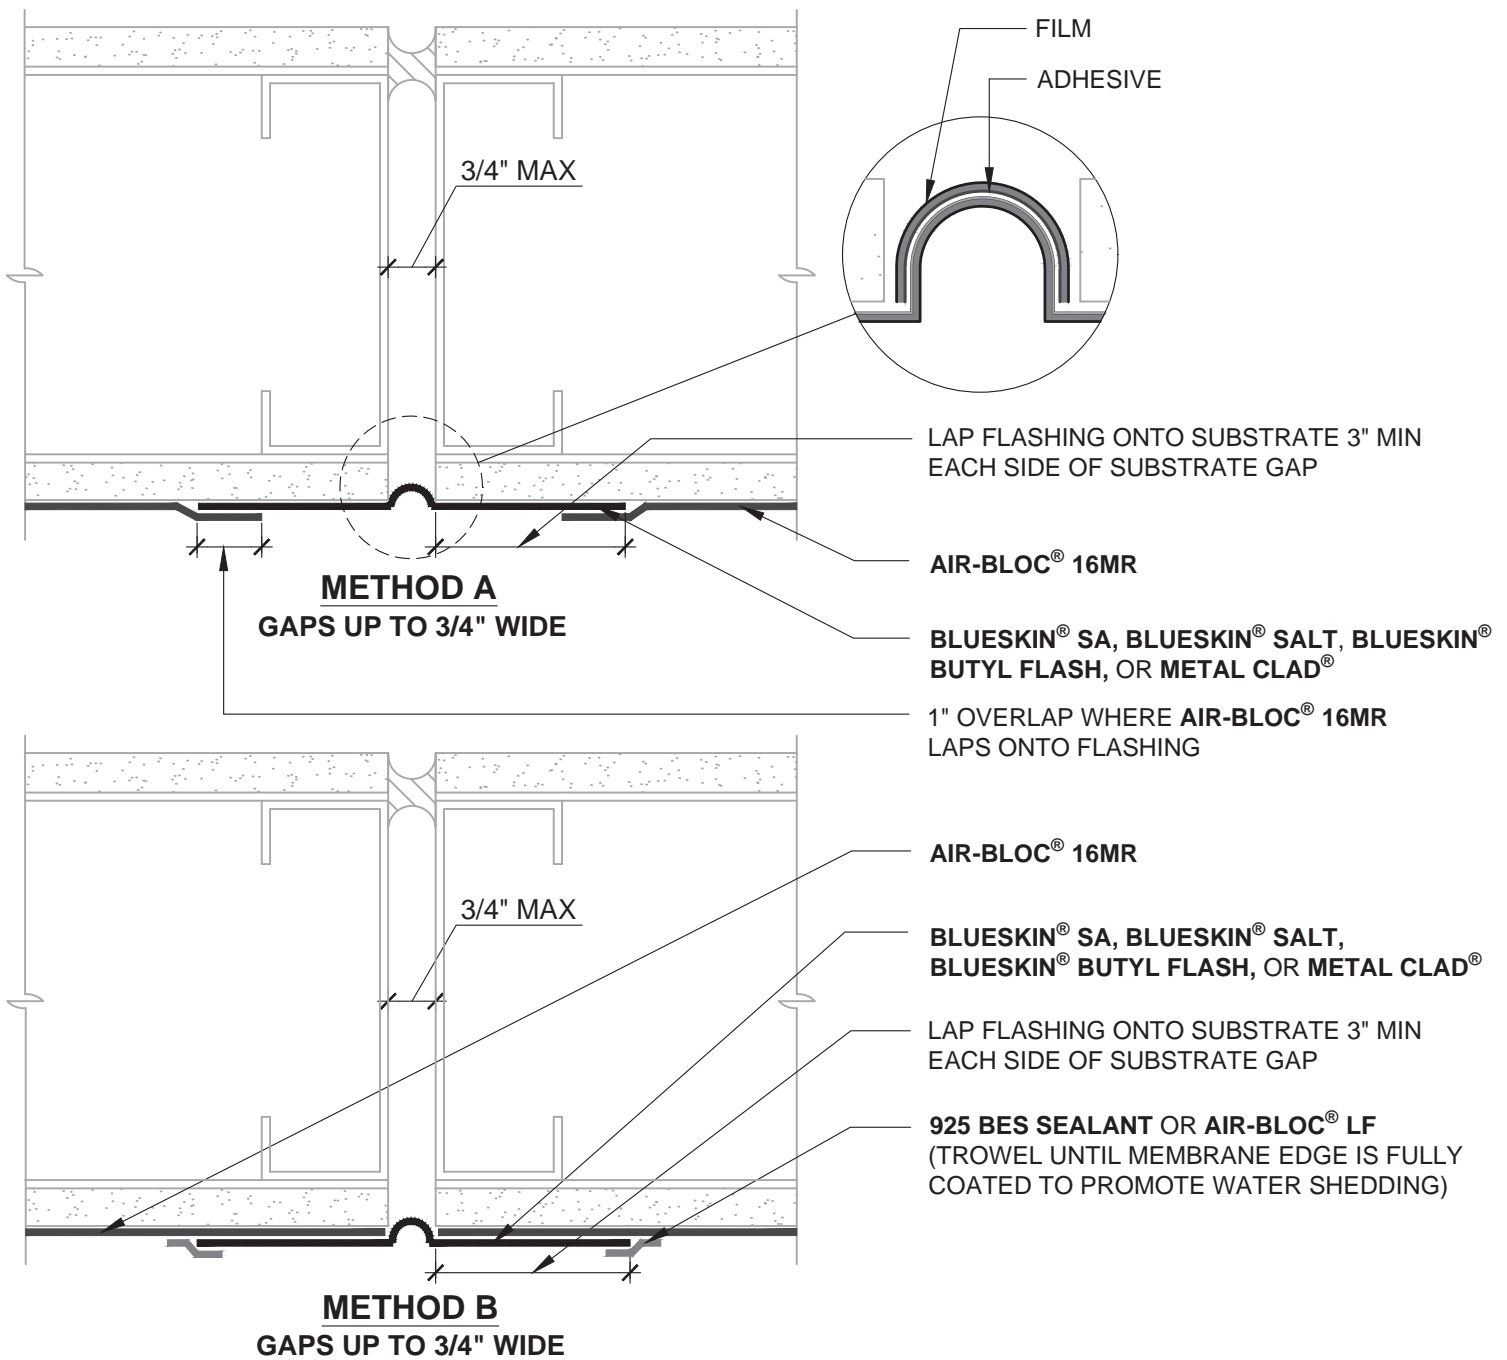 FILM
ADHESIVE
3/4" MAX
LAP FLASHING ONTO SUBSTRATE 3" MIN
EACH SIDE OF SUBSTRATE GAP
AIR-BLOC® 16MR
METHOD A
GAPS UP TO 3/4" WIDE
BLUESKIN® SA, BLUESKIN® SALT, BLUESKIN®
BUTYL FLASH, OR METAL CLAD®
1" OVERLAP WHERE AIR-BLOC® 16MR
LAPS ONTO FLASHING
AIR-BLOC® 16MR
3/4" MAX
BLUESKIN® SA, BLUESKIN® SALT,
BLUESKIN® BUTYL FLASH, OR METAL CLAD®
LAP FLASHING ONTO SUBSTRATE 3" MIN
EACH SIDE OF SUBSTRATE GAP
925 BES SEALANT OR AIR-BLOC® LF
(TROWEL UNTIL MEMBRANE EDGE IS FULLY
COATED TO PROMOTE WATER SHEDDING)
METHOD B
GAPS UP TO 3/4" WIDE